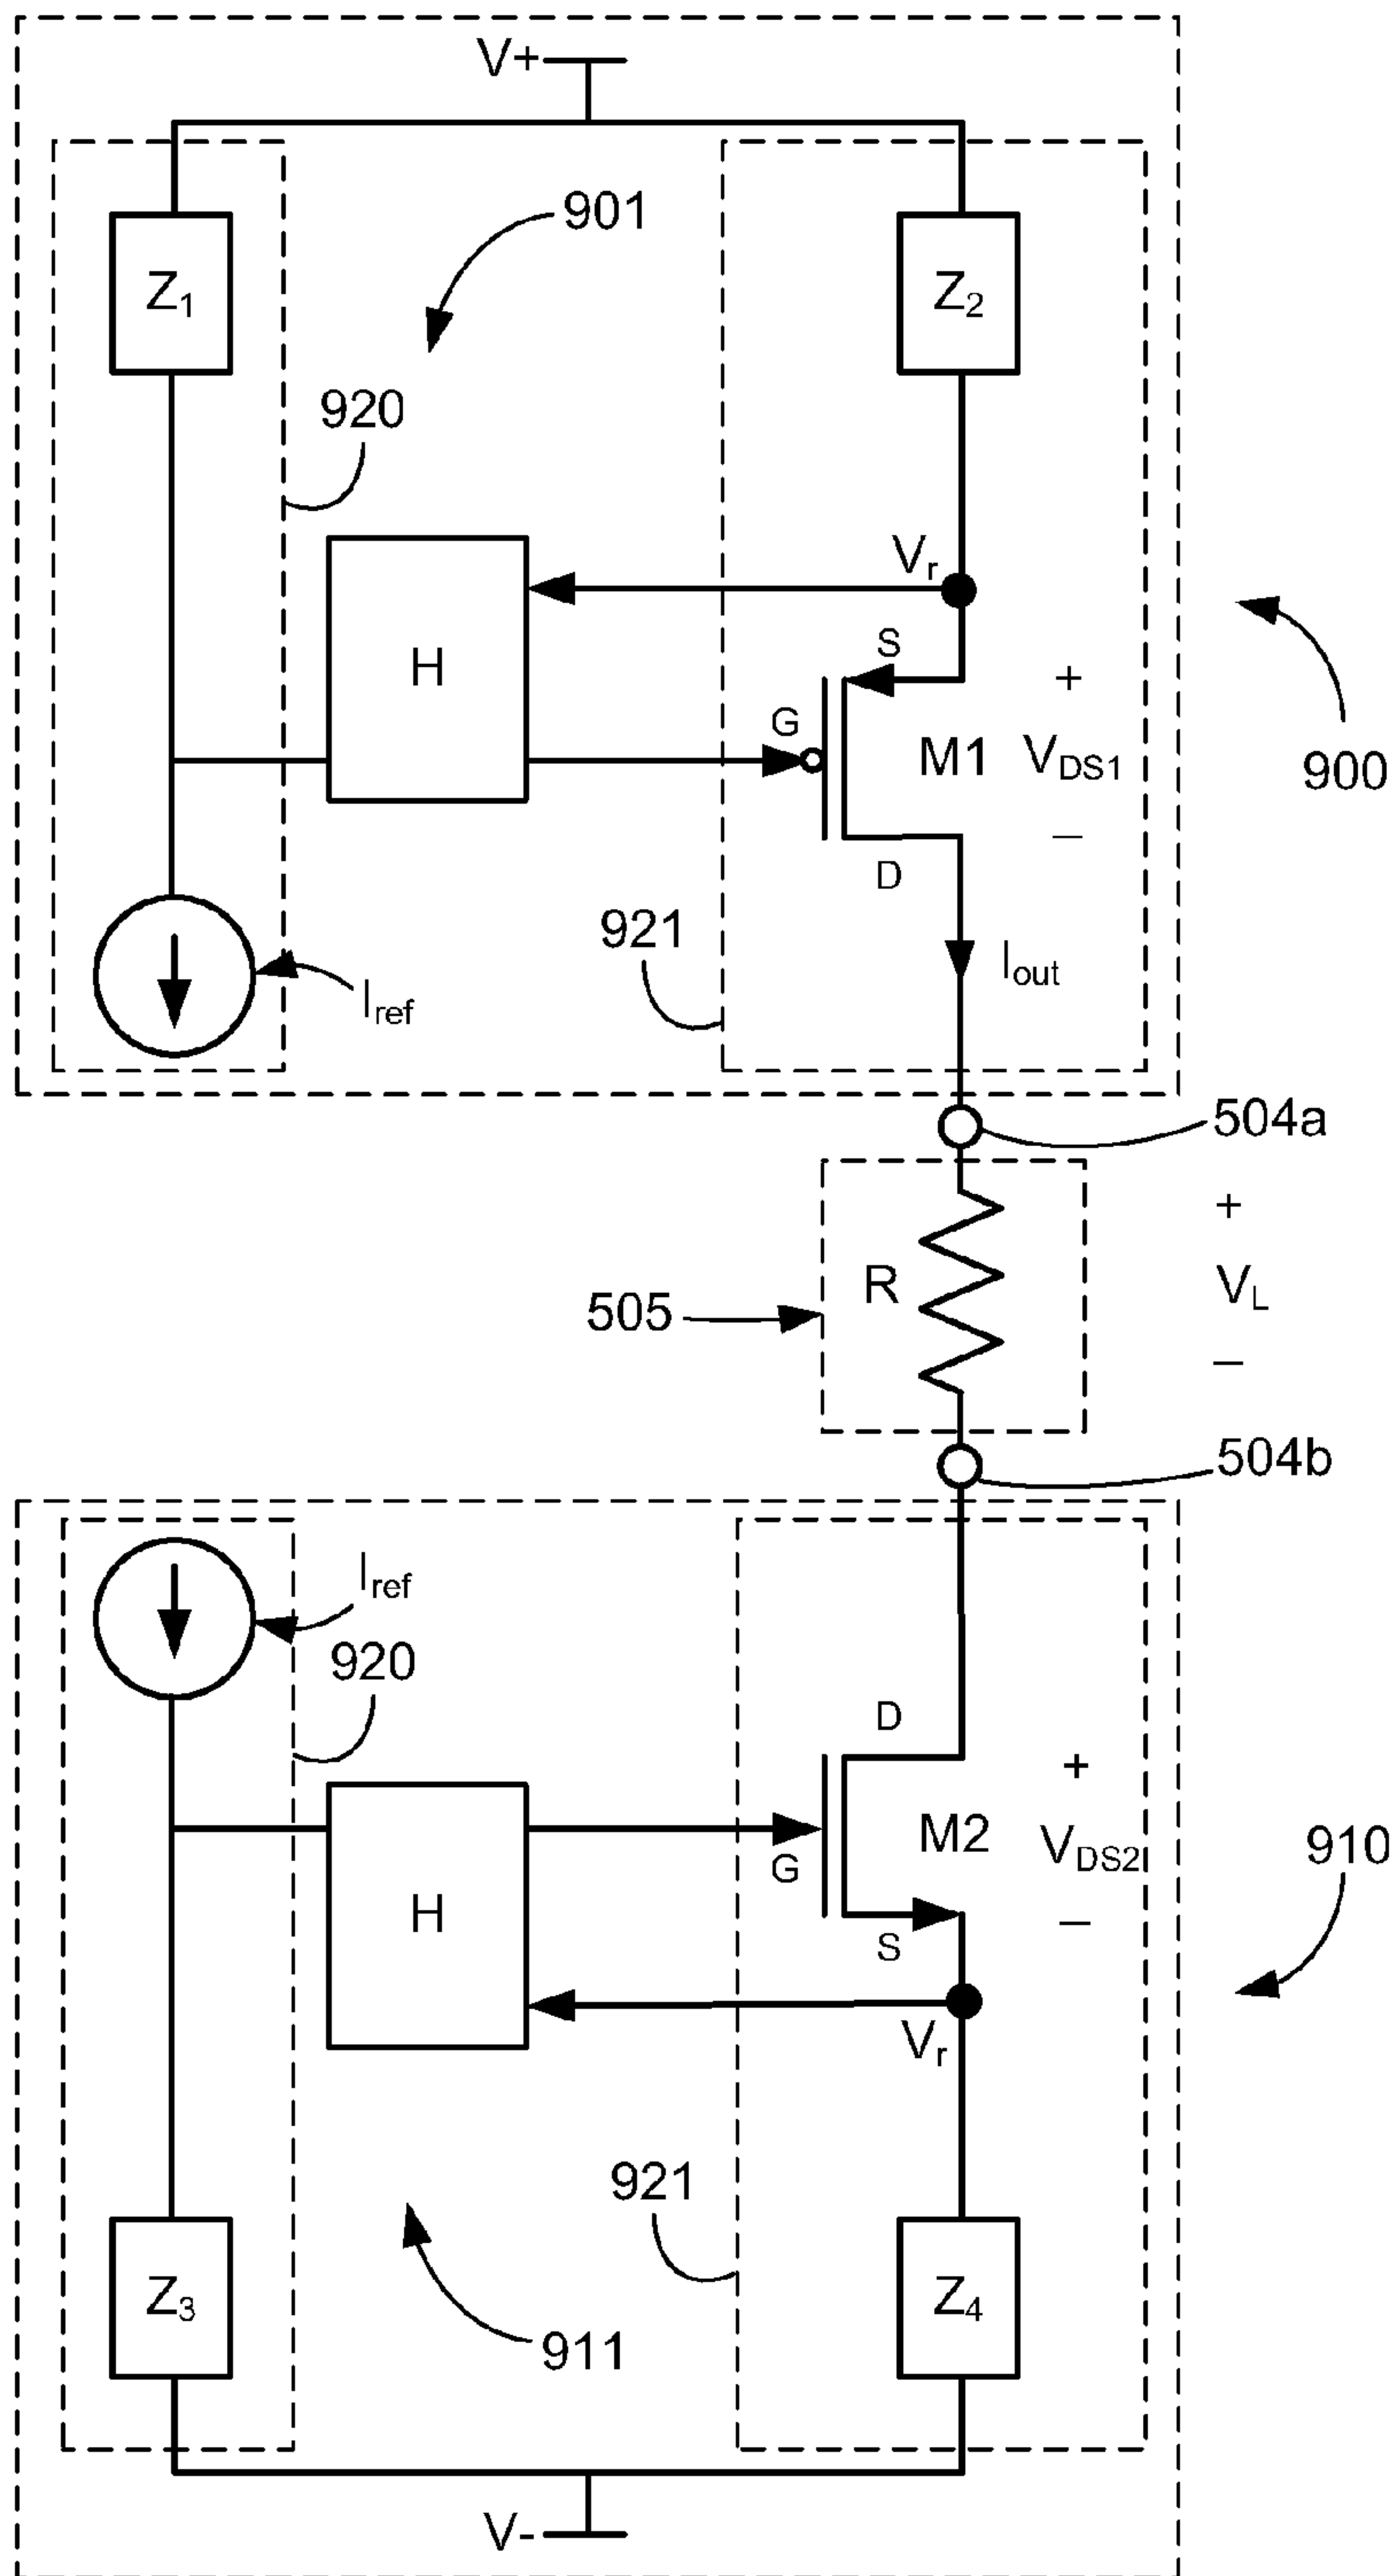 V+
901
Z1
Z2
920
Vr
S
H
G
M1
+
VDS1
–
900
D
921
Iout
Iref
504a
+
R
VL
–
505
504b
Iref
920
D
+
M2
VDS2
–
G
H
S
910
Vr
921
Z3
Z4
911
V-